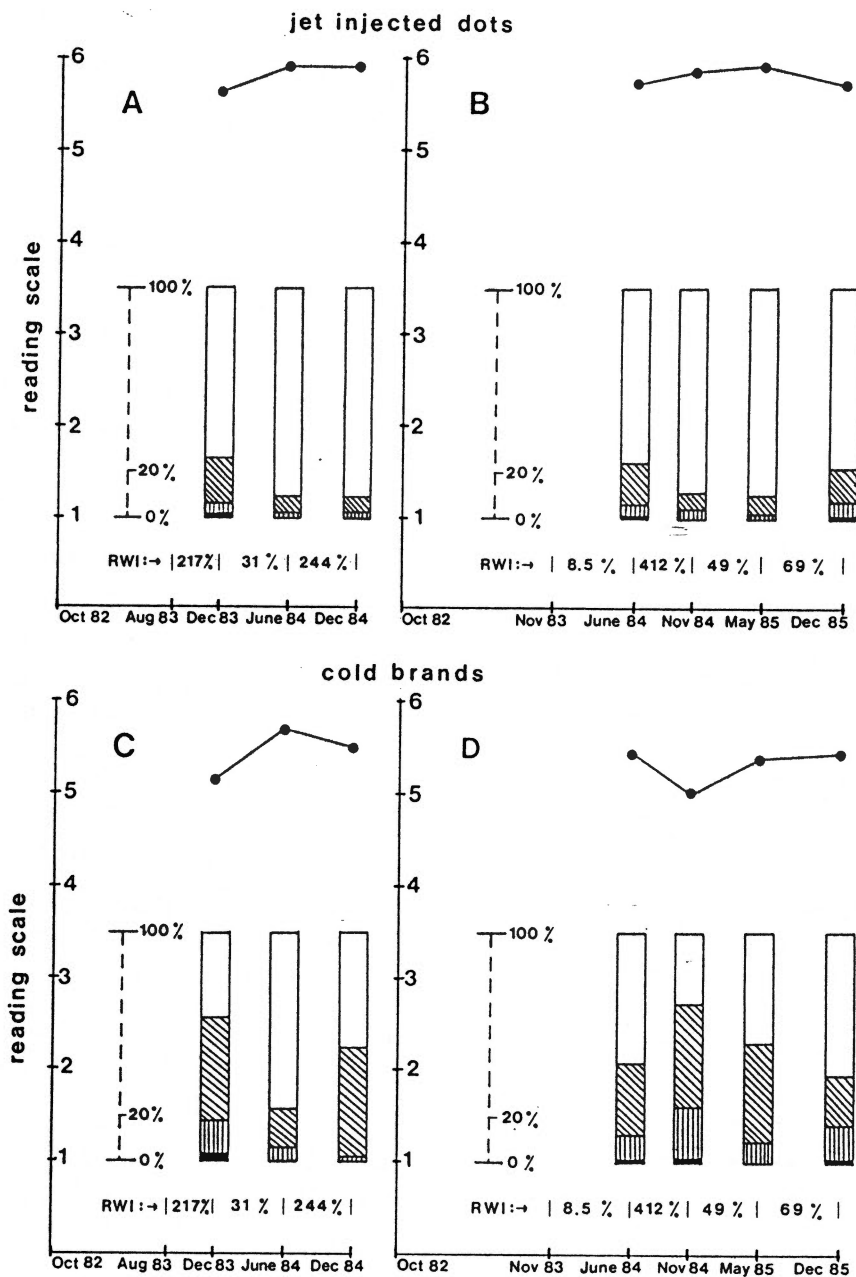 jet injected dots
A
B
reading scale
6
5
4
3
2
1
100 %
20 %
0 %
RWI:→ |217%| 31 % | 244 % |
Oct 82 Aug 83 Dec 83 June 84 Dec 84
6
5
4
3
2
1
100 %
20 %
0 %
RWI:→ | 8.5 % |412 %| 49 % | 69 % |
Oct 82 Nov 83 June 84 Nov 84 May 85 Dec 85
cold brands
C
D
reading scale
6
5
4
3
2
1
100 %
20 %
0 %
RWI:→ |217%| 31 % | 244 % |
Oct 82 Aug 83 Dec 83 June 84 Dec 84
6
5
4
3
2
1
100 %
20 %
0 %
RWI:→ | 8.5 % |412 %| 49 % | 69 % |
Oct 82 Nov 83 June 84 Nov 84 May 85 Dec 85